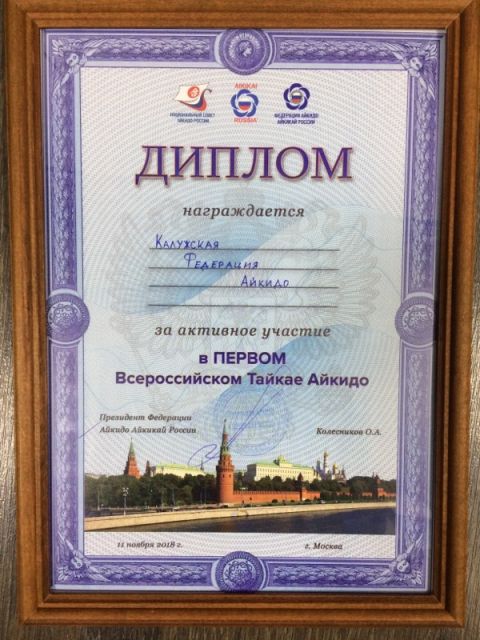 НАЦИОНАЛЬНЫЙ СОВЕТ
АЙКИДО РОССИИ
AIKIKAI
RUSSIA
ФЕДЕРАЦИЯ АЙКИДО
АЙКИКАЙ РОССИИ
ДИПЛОМ
награждается
Калужская
Федерация
Айкидо
за активное участие
в ПЕРВОМ
Всероссийском Тайкае Айкидо
Президент Федерации
Айкидо Айкикай России
Колесников О.А.
11 ноября 2018 г.
г. Москва